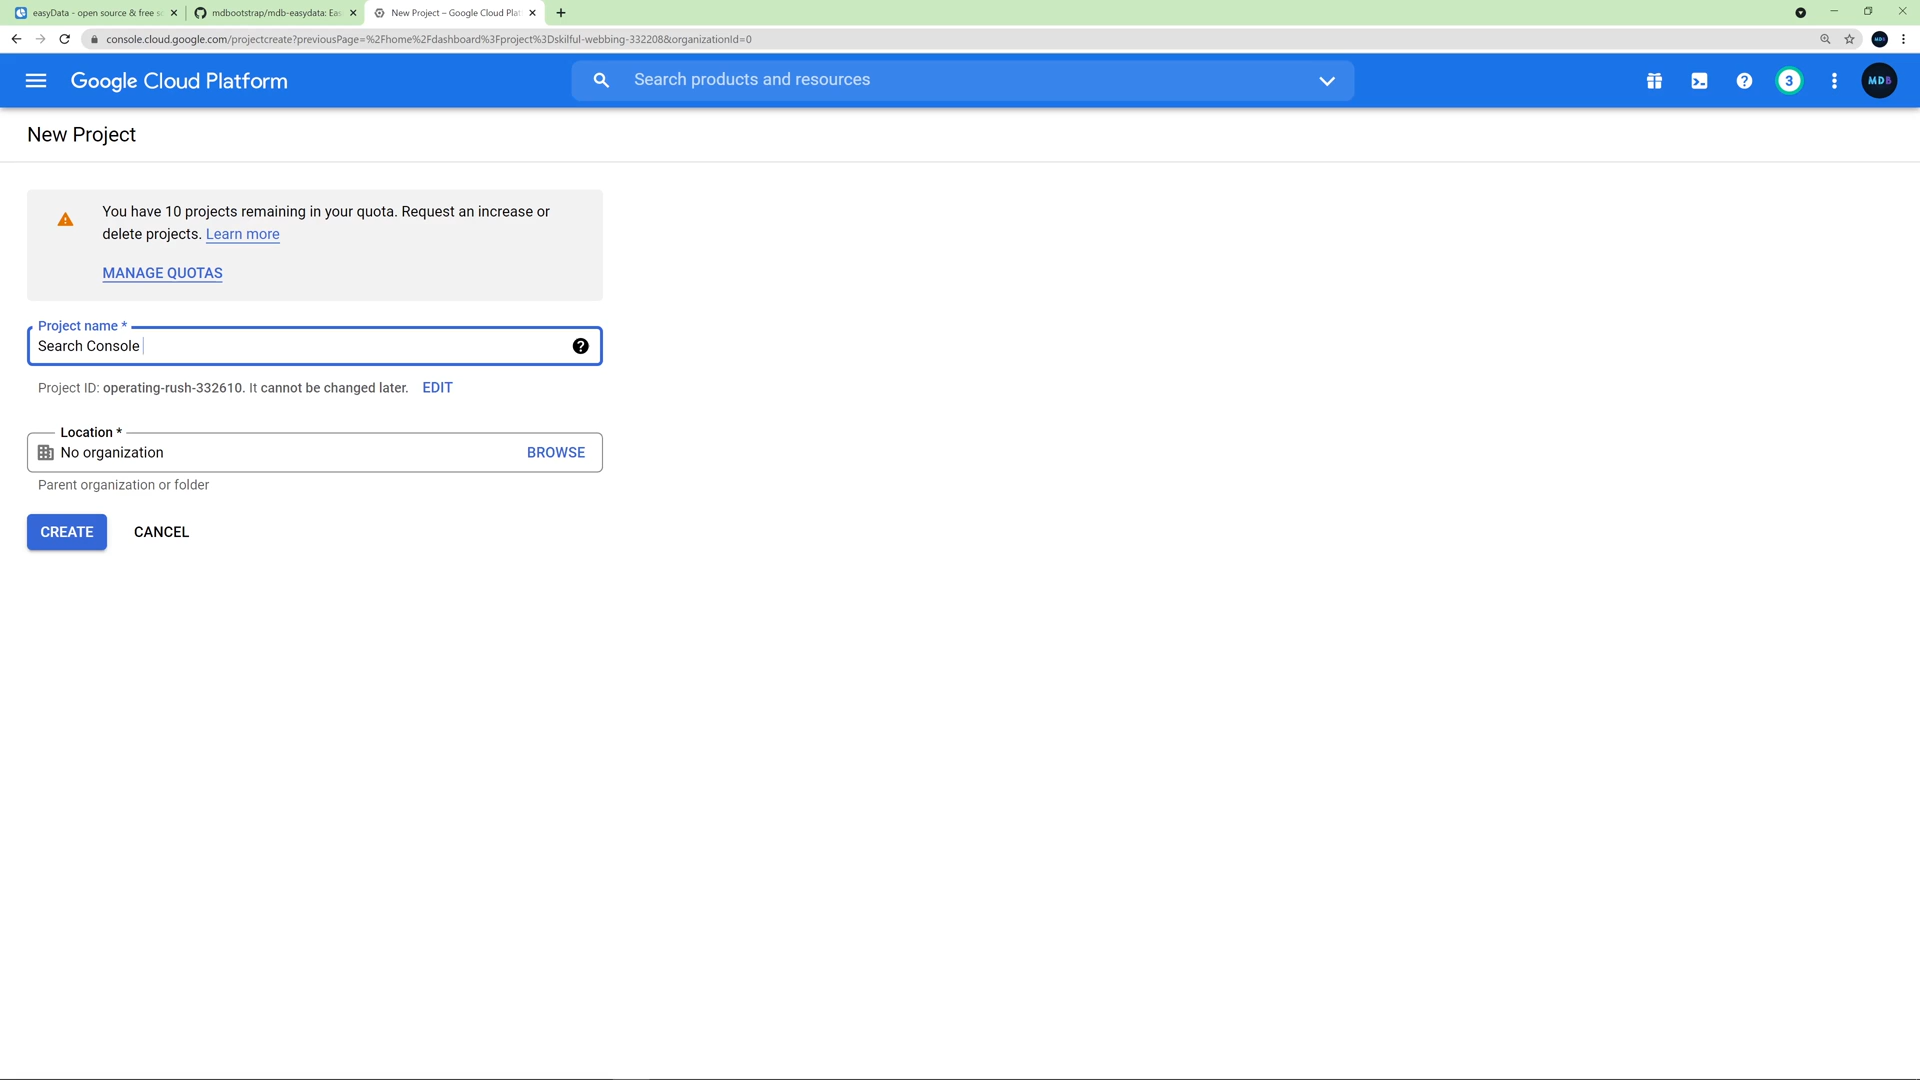 easyData - open source & free s
mdbootstrap/mdb-easydata: Eas
New Project – Google Cloud Plat
console.cloud.google.com/projectcreate?previousPage=%2Fhome%2Fdashboard%3Fproject%3Dskilful-webbing-332208&organizationId=0
Google Cloud Platform
Search products and resources
3
MDB
New Project
You have 10 projects remaining in your quota. Request an increase or
delete projects. Learn more
MANAGE QUOTAS
Project name *
Search Console
Project ID: operating-rush-332610. It cannot be changed later. EDIT
Location *
No organization
BROWSE
Parent organization or folder
CREATE
CANCEL